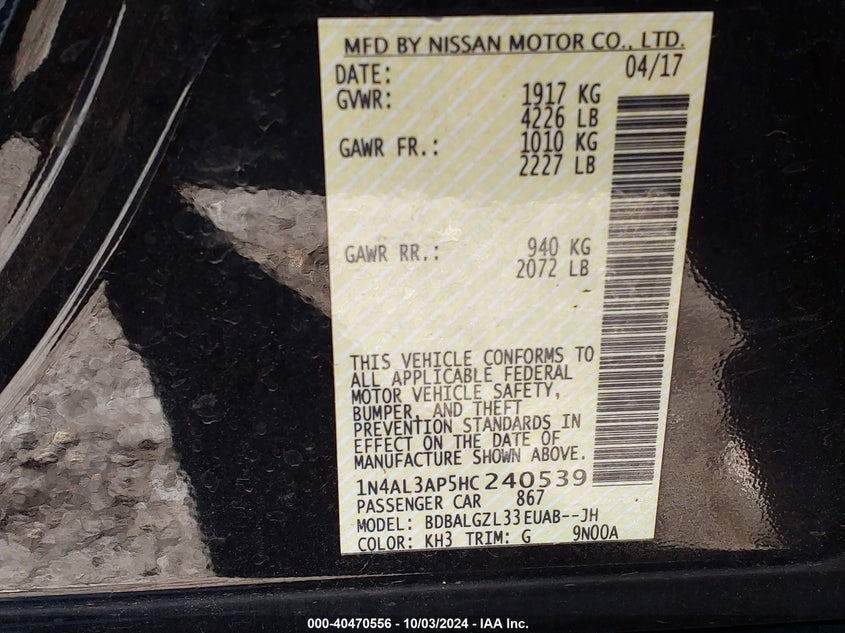 MFD BY NISSAN MOTOR CO., LTD.
DATE: 04/17
GVWR: 1917 KG
4226 LB
GAWR FR.: 1010 KG
2227 LB
GAWR RR.: 940 KG
2072 LB
-
THIS VEHICLE CONFORMS TO
ALL APPLICABLE FEDERAL
MOTOR VEHICLE SAFETY,
BUMPER, AND THEFT
PREVENTION STANDARDS IN
EFFECT ON THE DATE OF
MANUFACTURE SHOWN ABOVE.
1N4AL3AP5HC240539
PASSENGER CAR 867
MODEL: BDBALGZL33EUAB--JH
COLOR: KH3 TRIM: G 9N00A
000-40470556 - 10/03/2024 - IAA Inc.